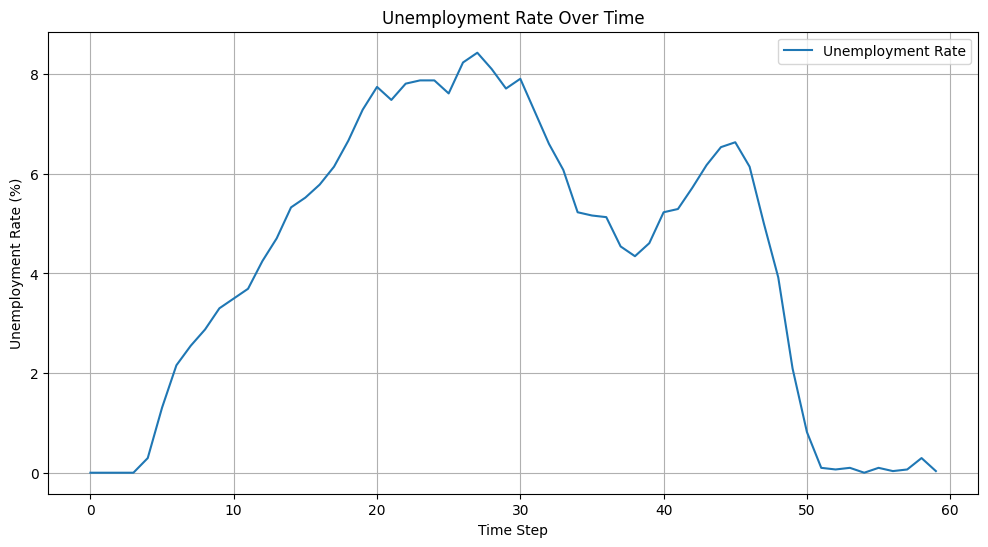 Unemployment Rate Over Time
Unemployment Rate
Unemployment Rate (%)
8
6
4
2
0
0 10 20 30 40 50 60
Time Step